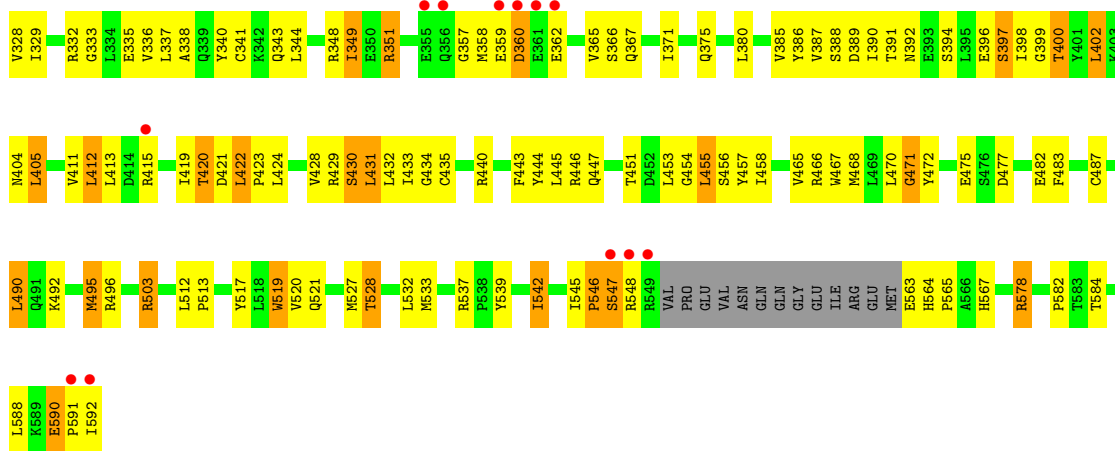 V328 I329 R332 G333 L334 E335 V336 L337 A338 Q339 Y340 C341 K342 Q343 L344 R348 I349 E350 R351 E355 Q356 G357 M358 E359 D360 E361 E362 V365 S366 Q367 I371 Q375 L380 V385 Y386 V387 S388 D389 I390 T391 N392 E393 S394 L395 E396 S397 I398 G399 T400 Y401 L402 K403
N404 L405 V411 L412 L413 D414 R415 I419 T420 D421 L422 P423 L424 V428 R429 S430 L431 L432 I433 G434 C435 R440 F443 Y444 L445 R446 Q447 T451 D452 L453 G454 L455 S456 Y457 I458 V465 R466 W467 M468 L469 L470 G471 Y472 E475 S476 D477 E482 F483 C487
L490 Q491 K492 M495 R496 R503 L512 P513 Y517 L518 W519 V520 Q521 M527 T528 L532 M533 R537 P538 Y539 I542 I545 P546 S547 R548 R549 VAL PRO GLU VAL ASN GLN GLN GLY GLU ILE ARG GLU MET E563 H564 P565 A566 H567 R578 P582 T583 T584
L588 K589 E590 P591 I592